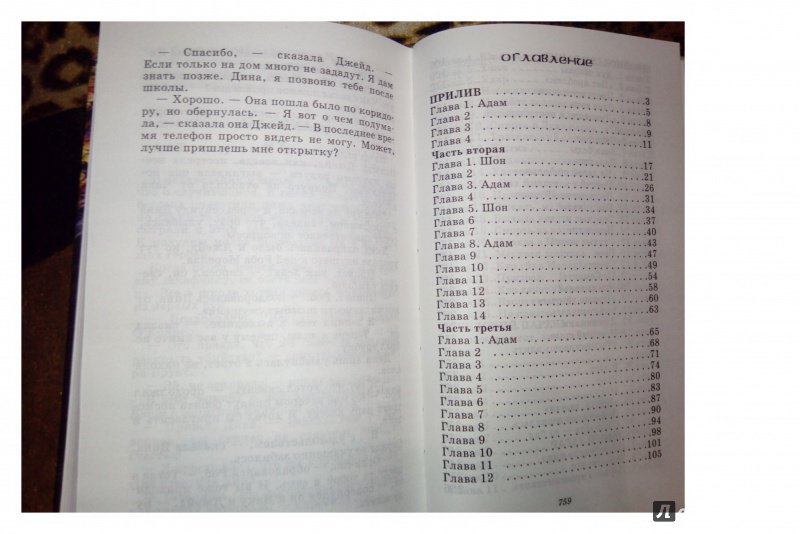 — Спасибо, — сказала Джейд. —
Если только на дом много не зададут. Я дам
знать позже. Дина, я позвоню тебе после
школы.
— Хорошо. — Она пошла было по коридо-
ру, но обернулась. — Я вот о чем подума-
ла, — сказала она Джейд. — В последнее вре-
мя телефон просто видеть не могу. Может,
лучше пришлешь мне открытку?
ОГЛАВЛЕНИЕ
ПРИЛИВ . . . . . . . . . . 3
Глава 1. Адам . . . . . . . . . . 5
Глава 2 . . . . . . . . . . 8
Глава 3 . . . . . . . . . . 9
Глава 4 . . . . . . . . . . 11
Часть вторая
Глава 1. Шон . . . . . . . . . . 17
Глава 2 . . . . . . . . . . 21
Глава 3. Адам . . . . . . . . . . 26
Глава 4 . . . . . . . . . . 31
Глава 5. Шон . . . . . . . . . . 34
Глава 6 . . . . . . . . . . 37
Глава 7 . . . . . . . . . . 40
Глава 8. Адам . . . . . . . . . . 43
Глава 9 . . . . . . . . . . 47
Глава 10 . . . . . . . . . . 49
Глава 11 . . . . . . . . . . 54
Глава 12 . . . . . . . . . . 58
Глава 13 . . . . . . . . . . 60
Глава 14 . . . . . . . . . . 63
Часть третья
Глава 1. Адам . . . . . . . . . . 65
Глава 2 . . . . . . . . . . 68
Глава 3 . . . . . . . . . . 71
Глава 4 . . . . . . . . . . 74
Глава 5 . . . . . . . . . . 80
Глава 6 . . . . . . . . . . 83
Глава 7 . . . . . . . . . . 87
Глава 8 . . . . . . . . . . 90
Глава 9 . . . . . . . . . . 94
Глава 10 . . . . . . . . . . 98
Глава 11 . . . . . . . . . . 101
Глава 12 . . . . . . . . . . 105
759